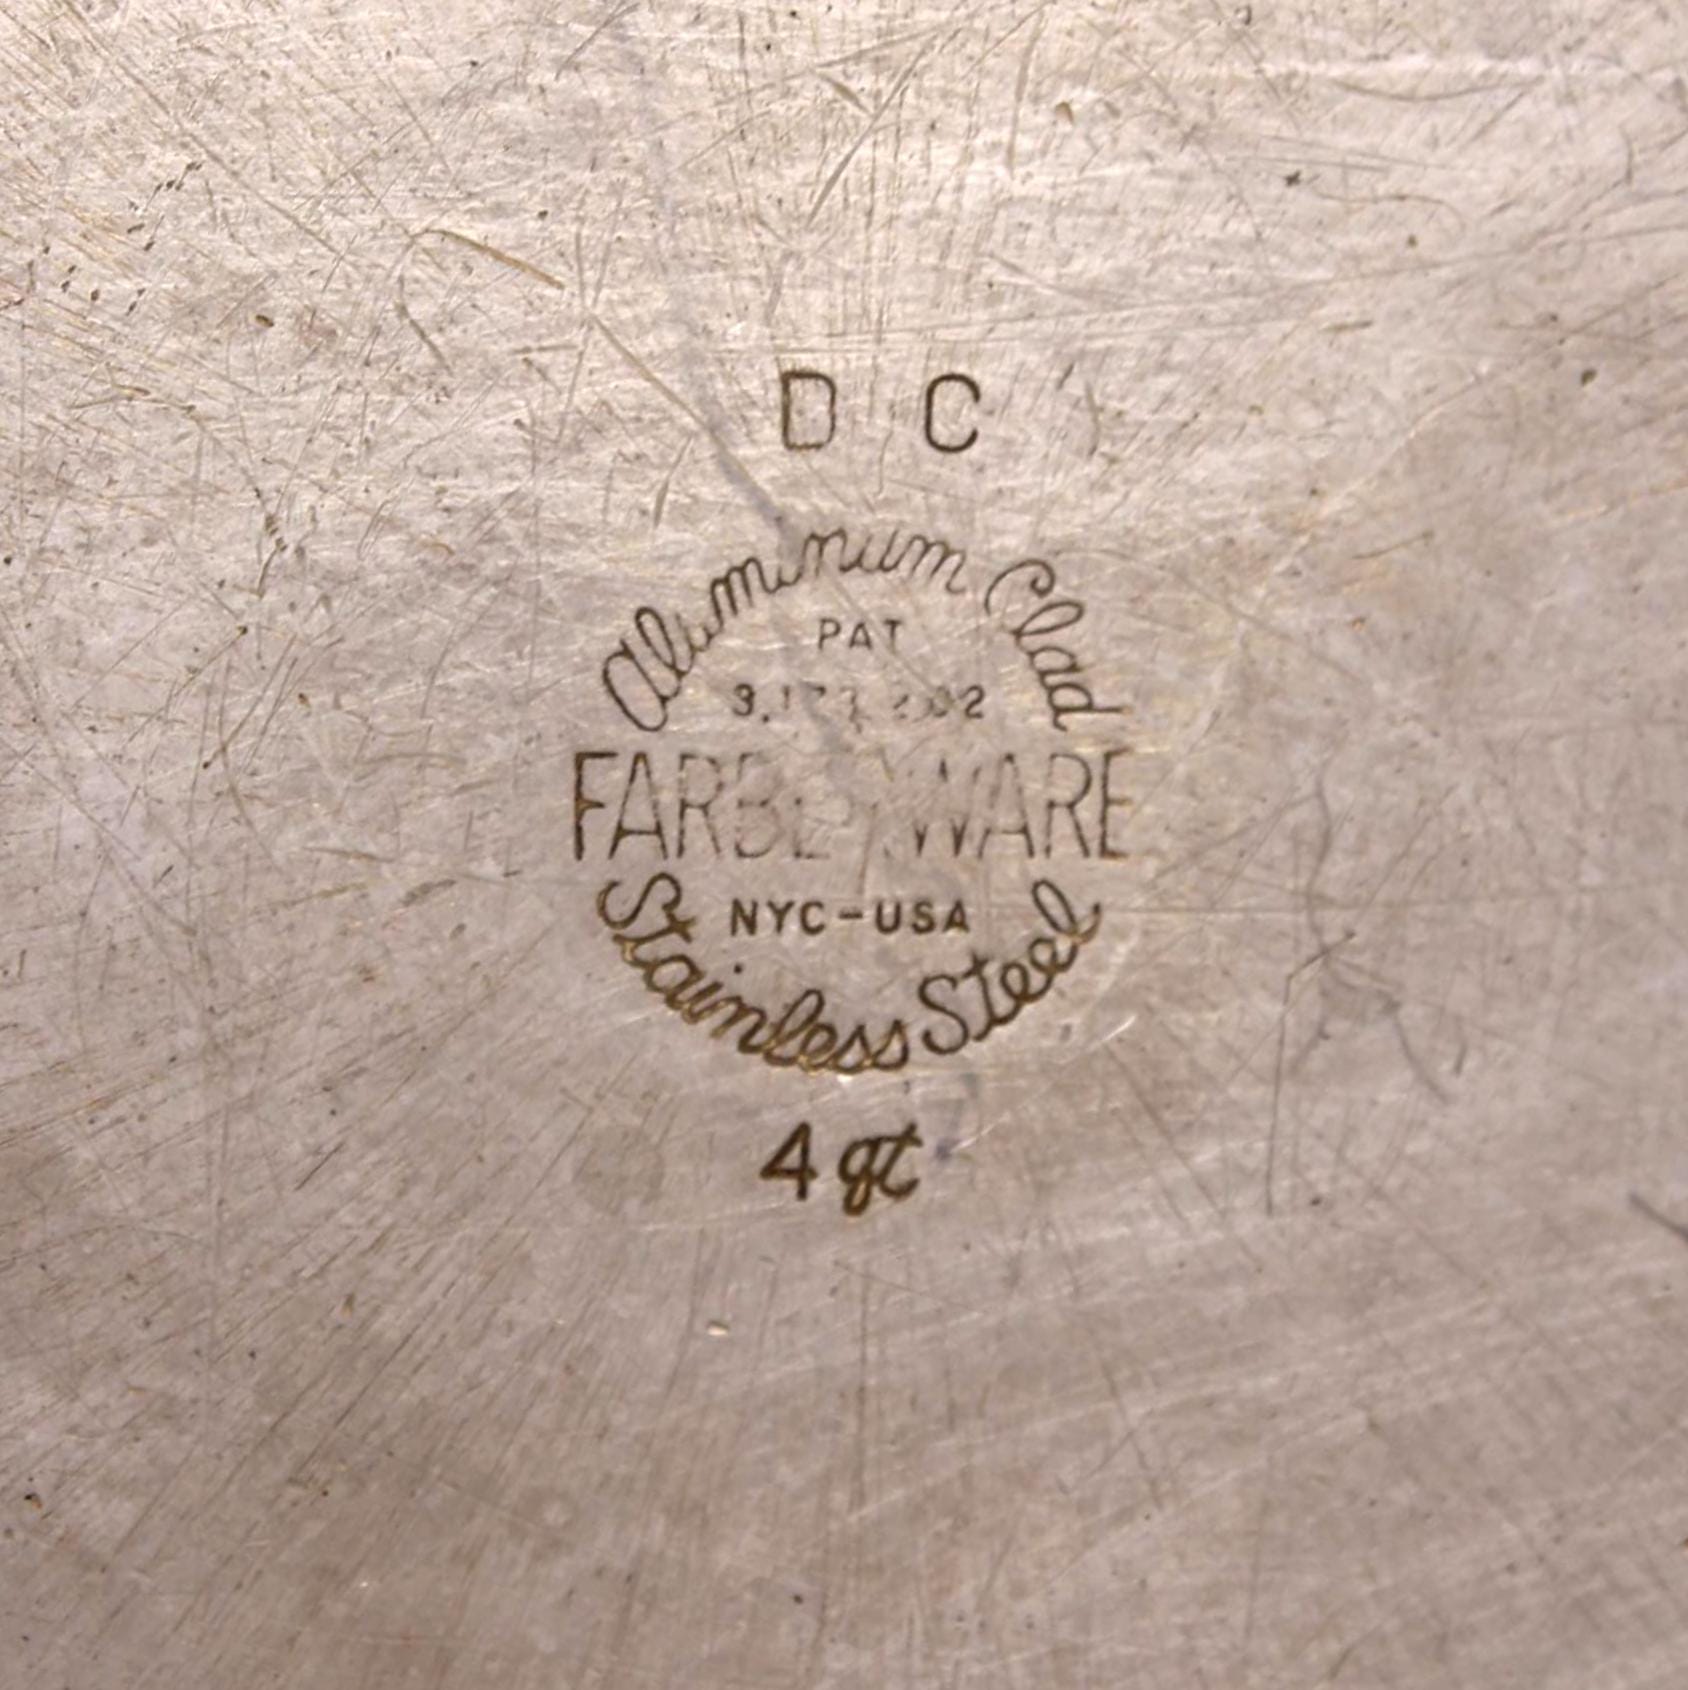 D C
Aluminum Clad
PAT
FARBERWARE
NYC-USA
Stainless Steel
4 qt